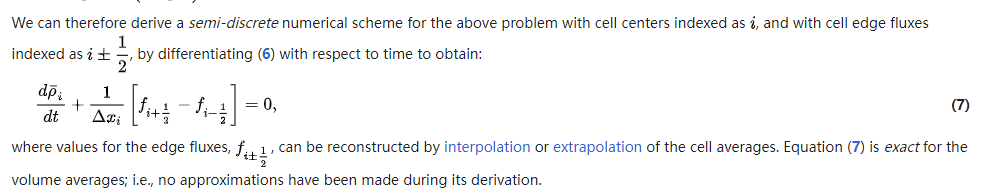 We can therefore derive a semi-discrete numerical scheme for the above problem with cell centers indexed as i, and with cell edge fluxes
indexed as i ± 1/2, by differentiating (6) with respect to time to obtain:
dρ̄_i/dt + 1/Δx_i [f_{i+1/2} − f_{i−1/2}] = 0, (7)
where values for the edge fluxes, f_{i±1/2}, can be reconstructed by interpolation or extrapolation of the cell averages. Equation (7) is exact for the
volume averages; i.e., no approximations have been made during its derivation.